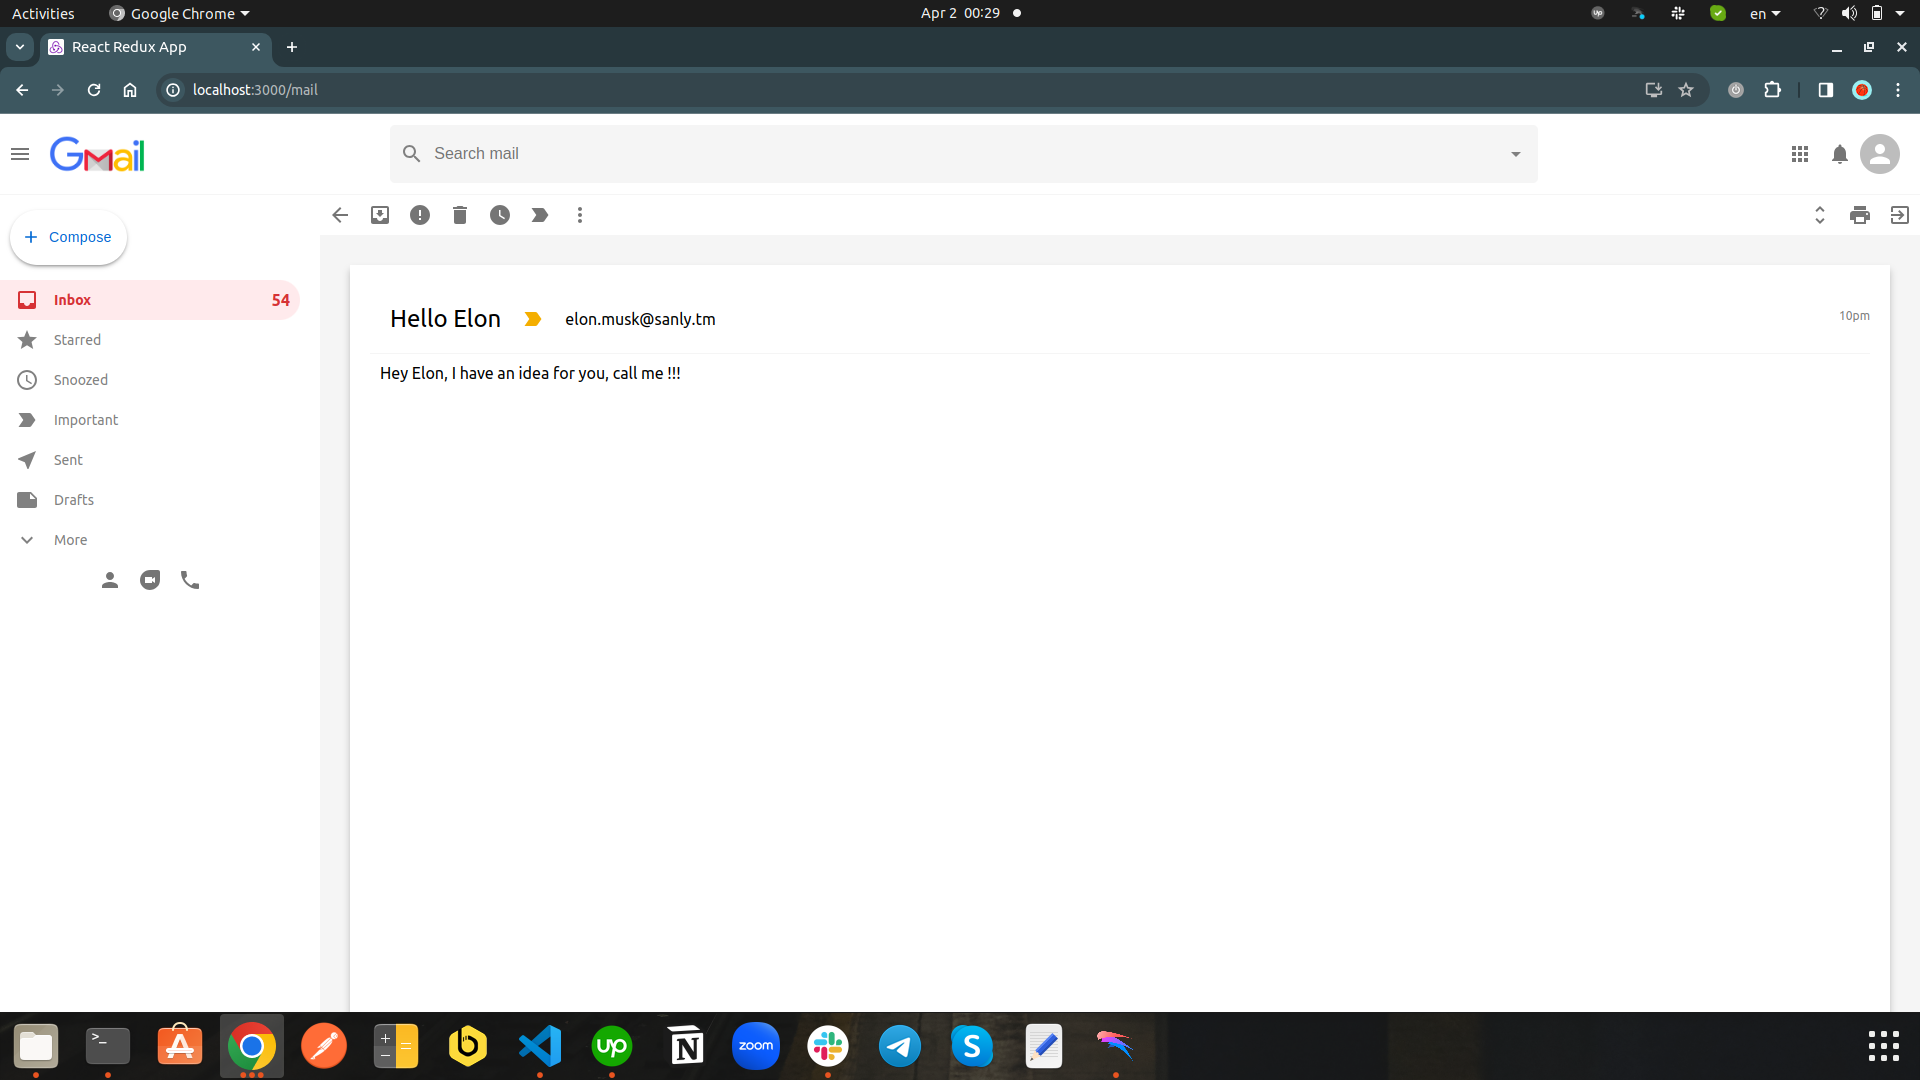 Activities
Google Chrome
Apr 2 00:29
en
React Redux App
localhost:3000/mail
Gmail
Search mail
Compose
Inbox 54
Starred
Snoozed
Important
Sent
Drafts
More
Hello Elon
elon.musk@sanly.tm
10pm
Hey Elon, I have an idea for you, call me !!!
>_
A
b
up
N
zoom
S